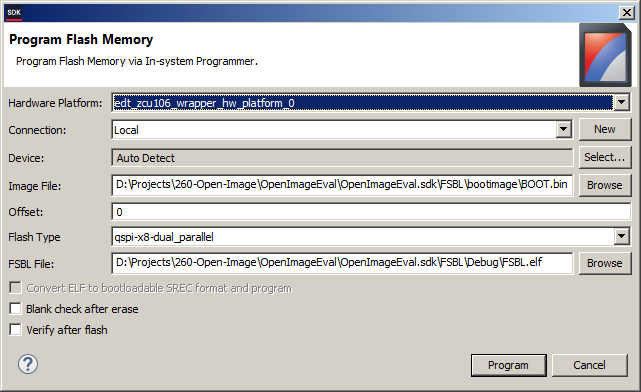 SDK
Program Flash Memory
Program Flash Memory via In-system Programmer.
Hardware Platform: edt_zcu106_wrapper_hw_platform_0
Connection: Local New
Device: Auto Detect Select...
Image File: D:\Projects\260-Open-Image\OpenImageEval\OpenImageEval.sdk\FSBL\bootimage\BOOT.bin Browse
Offset: 0
Flash Type qspi-x8-dual_parallel
FSBL File: D:\Projects\260-Open-Image\OpenImageEval\OpenImageEval.sdk\FSBL\Debug\FSBL.elf Browse
Convert ELF to bootloadable SREC format and program
Blank check after erase
Verify after flash
? Program Cancel